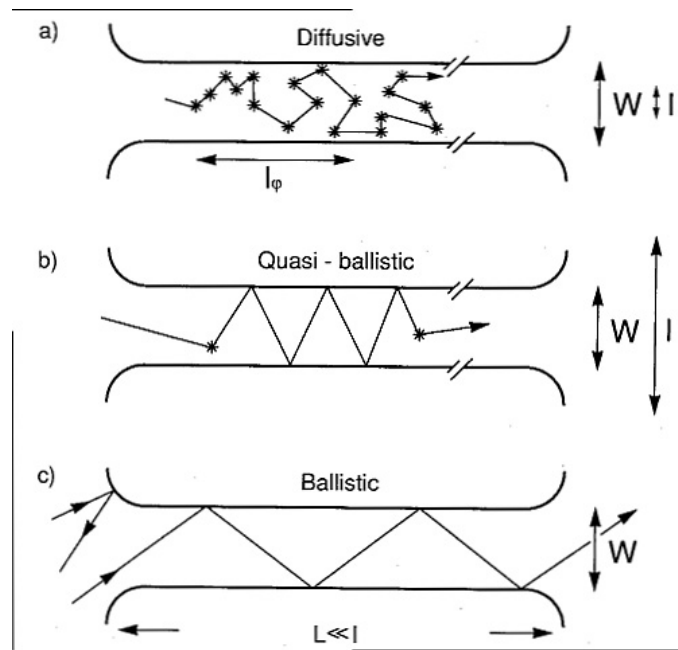 a)
Diffusive
W
l
lφ
b)
Quasi - ballistic
W
l
c)
Ballistic
W
L≪l